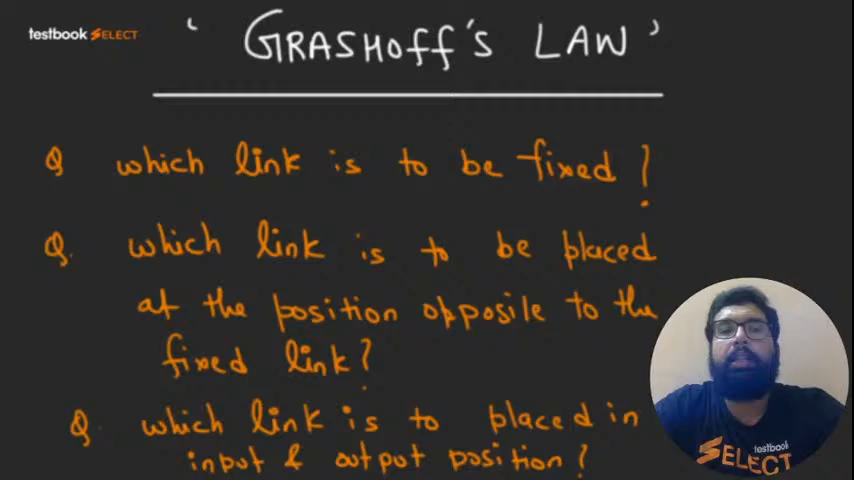 testbook SELECT
' GRASHOFF'S LAW '
Q which link is to be fixed?
Q. which link is to be placed
at the position opposite to the
fixed link?
Q. which link is to placed in
input & output position?
testbook
SELECT